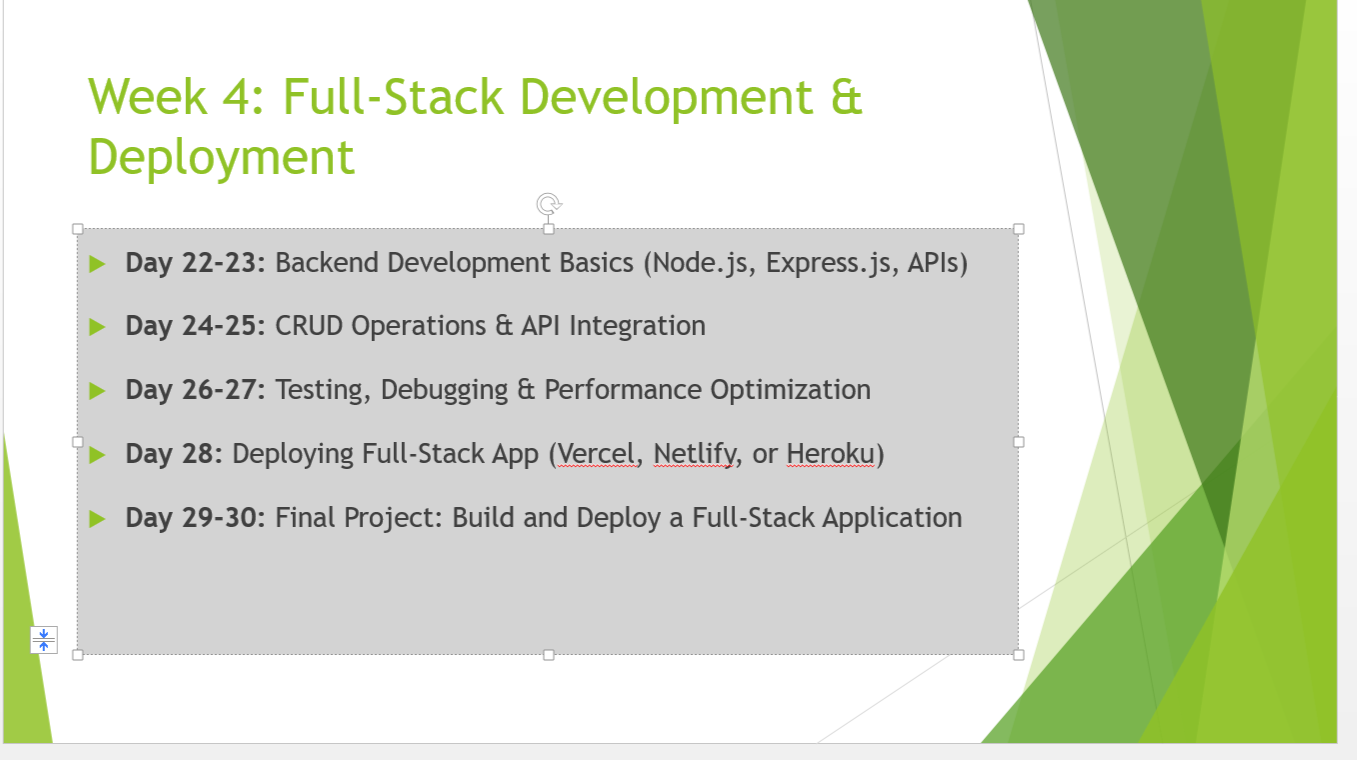 Week 4: Full-Stack Development &
Deployment
Day 22-23: Backend Development Basics (Node.js, Express.js, APIs)
Day 24-25: CRUD Operations & API Integration
Day 26-27: Testing, Debugging & Performance Optimization
Day 28: Deploying Full-Stack App (Vercel, Netlify, or Heroku)
Day 29-30: Final Project: Build and Deploy a Full-Stack Application